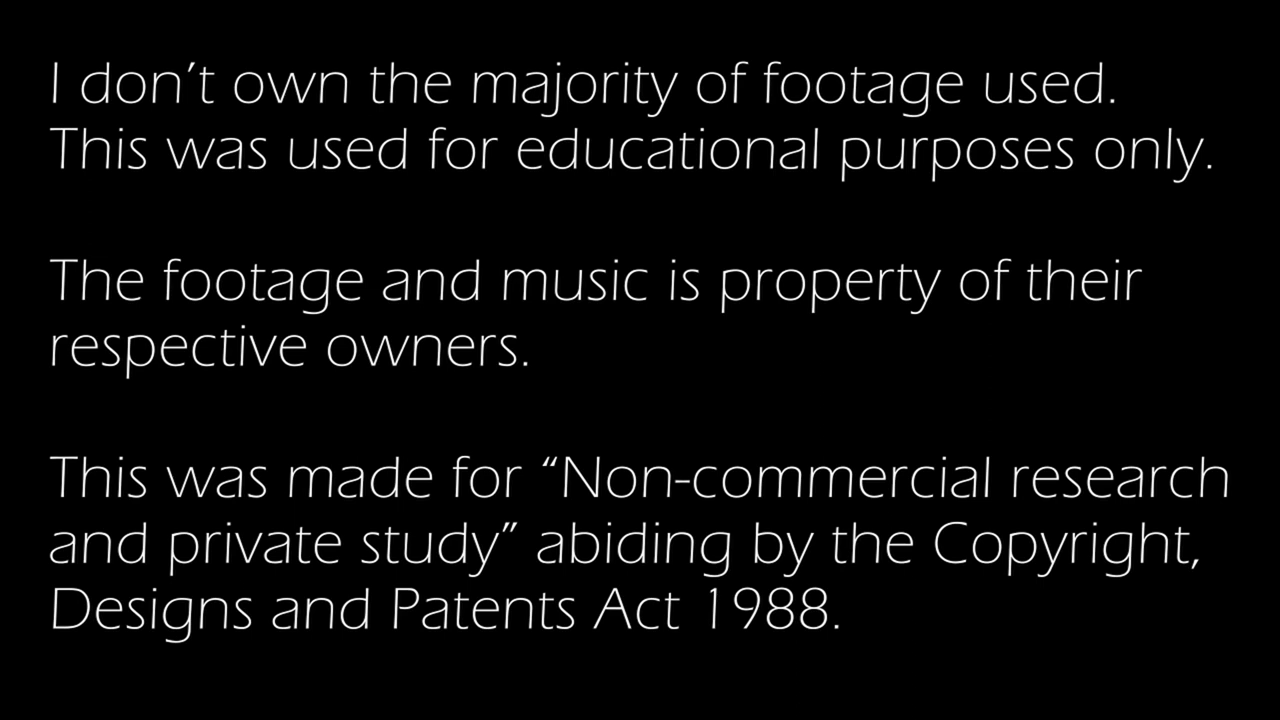 I don’t own the majority of footage used.
This was used for educational purposes only.
The footage and music is property of their
respective owners.
This was made for “Non-commercial research
and private study” abiding by the Copyright,
Designs and Patents Act 1988.